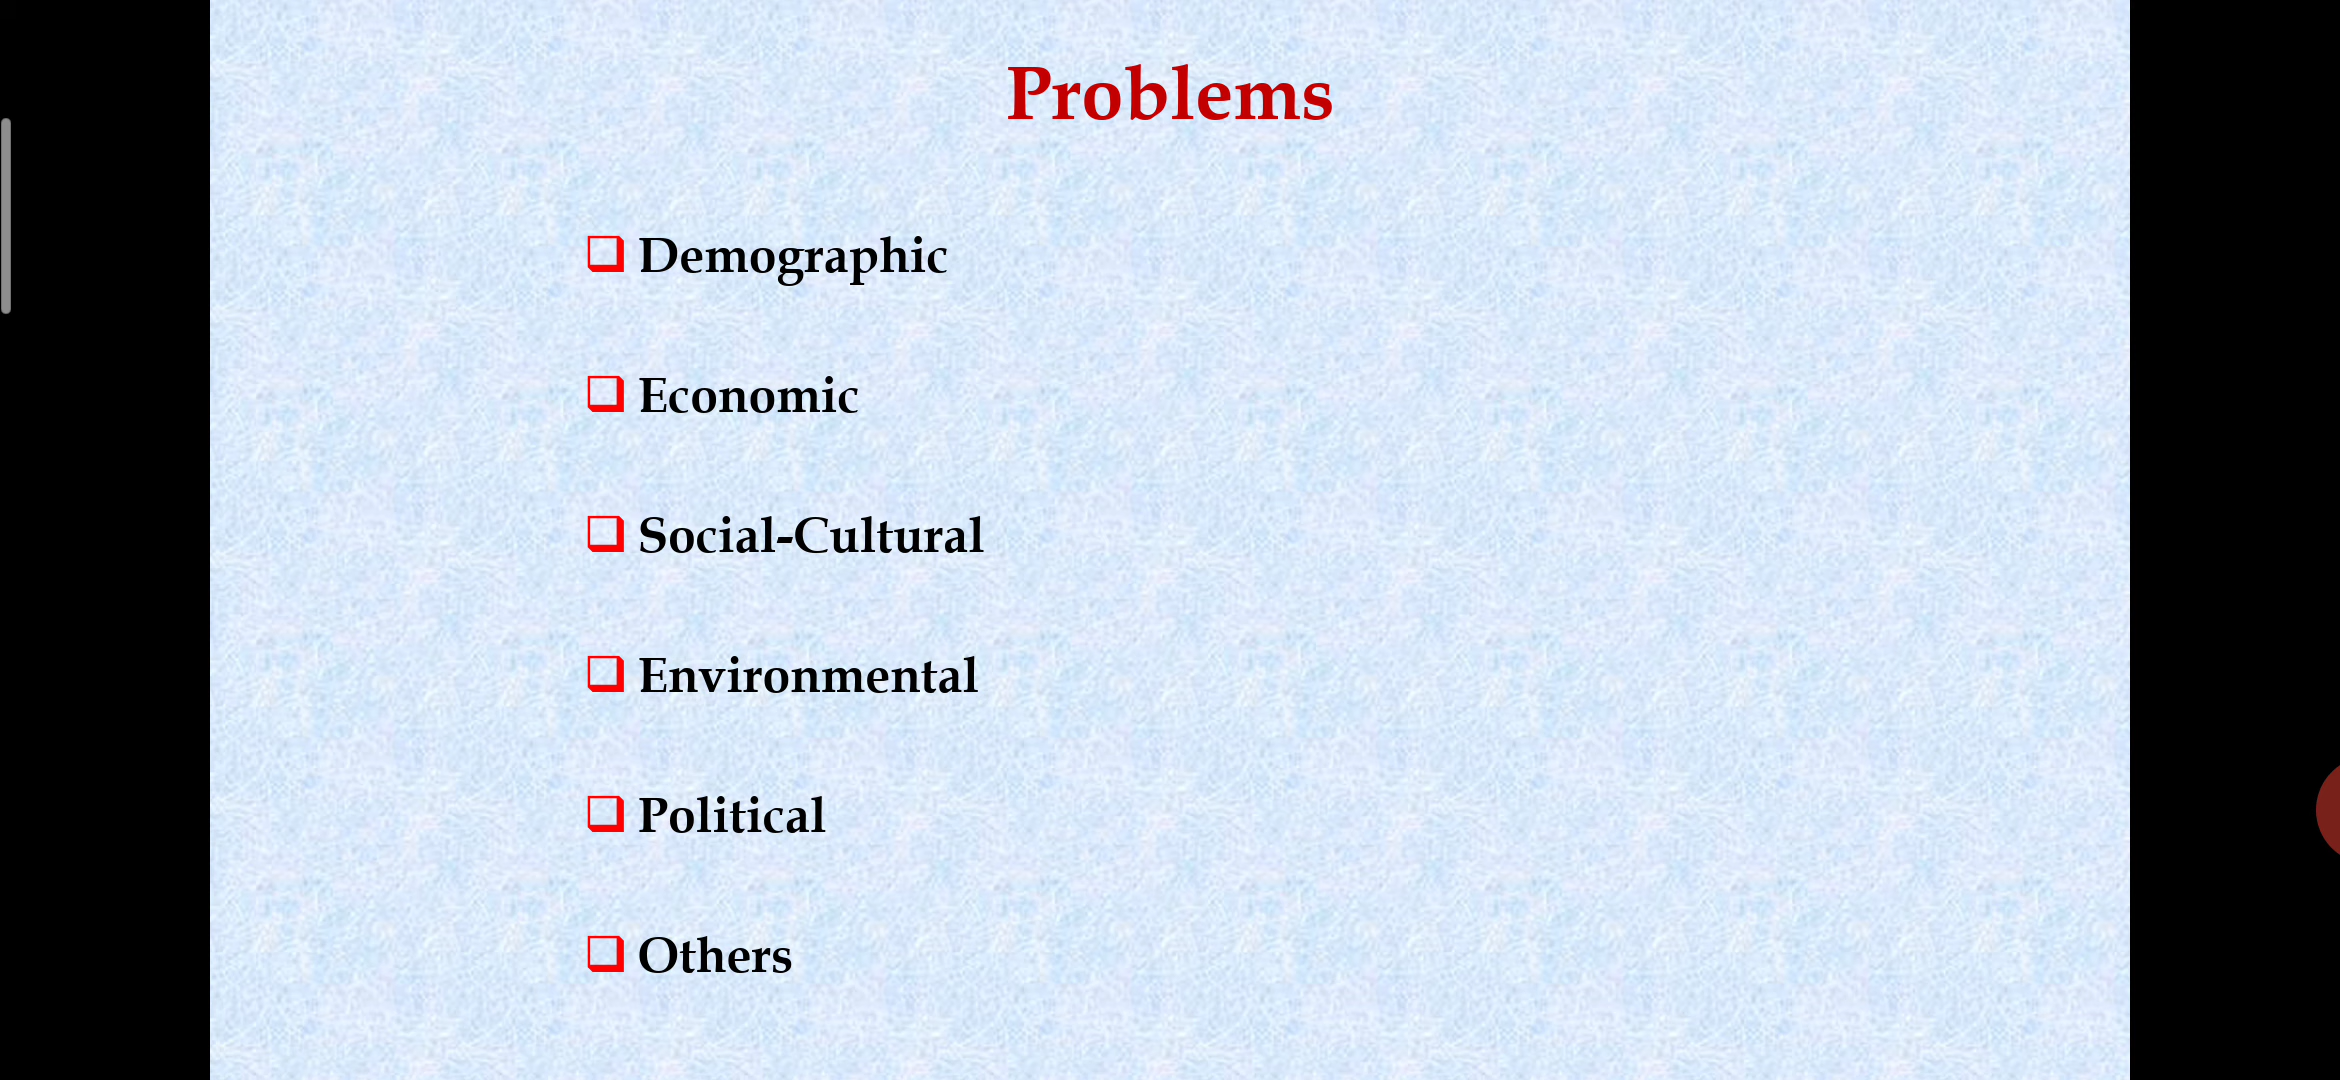 Problems
❑ Demographic
❑ Economic
❑ Social-Cultural
❑ Environmental
❑ Political
❑ Others